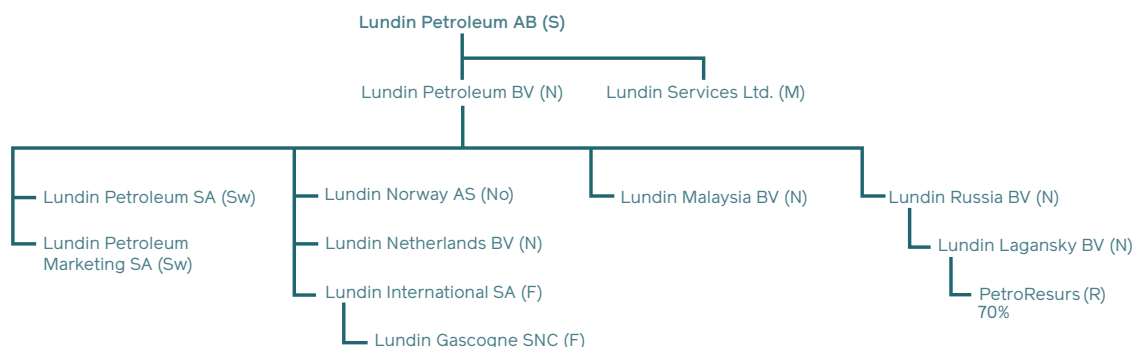 Lundin Petroleum AB (S)
Lundin Petroleum BV (N)
Lundin Services Ltd. (M)
Lundin Petroleum SA (Sw)
Lundin Petroleum
Marketing SA (Sw)
Lundin Norway AS (No)
Lundin Netherlands BV (N)
Lundin International SA (F)
Lundin Gascogne SNC (F)
Lundin Malaysia BV (N)
Lundin Russia BV (N)
Lundin Lagansky BV (N)
PetroResurs (R)
70%